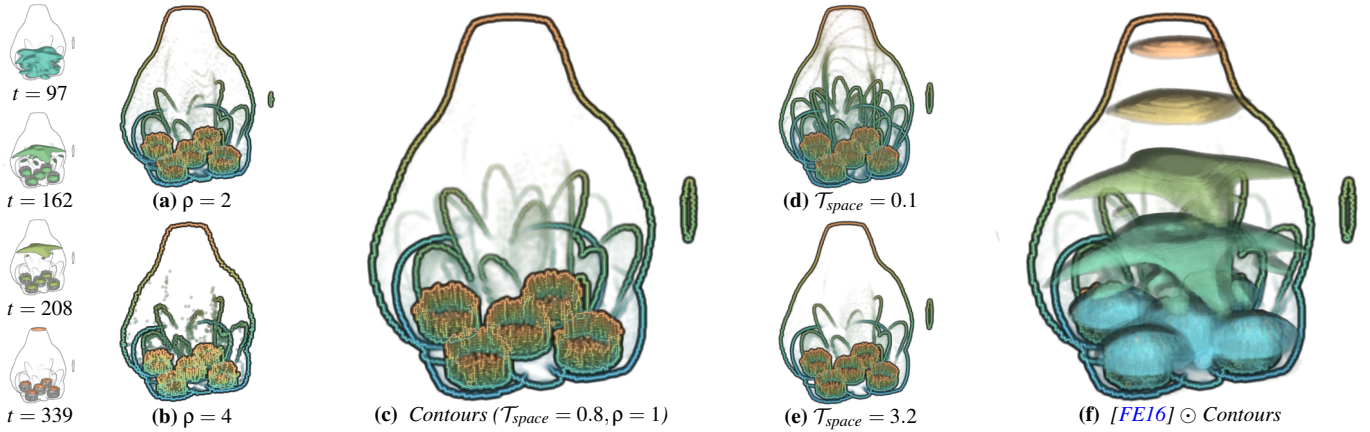 t = 97
t = 162
t = 208
t = 339
(a) ρ = 2
(b) ρ = 4
(c) Contours (𝒯space = 0.8, ρ = 1)
(d) 𝒯space = 0.1
(e) 𝒯space = 3.2
(f) [FE16] ⊙ Contours